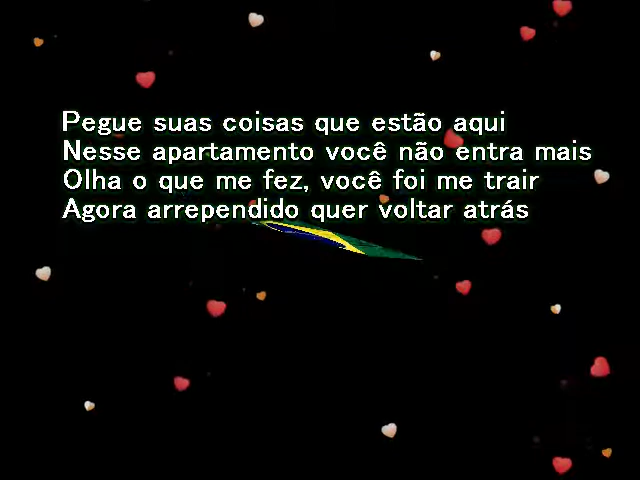 Pegue suas coisas que estão aqui
Nesse apartamento você não entra mais
Olha o que me fez, você foi me trair
Agora arrependido quer voltar atrás